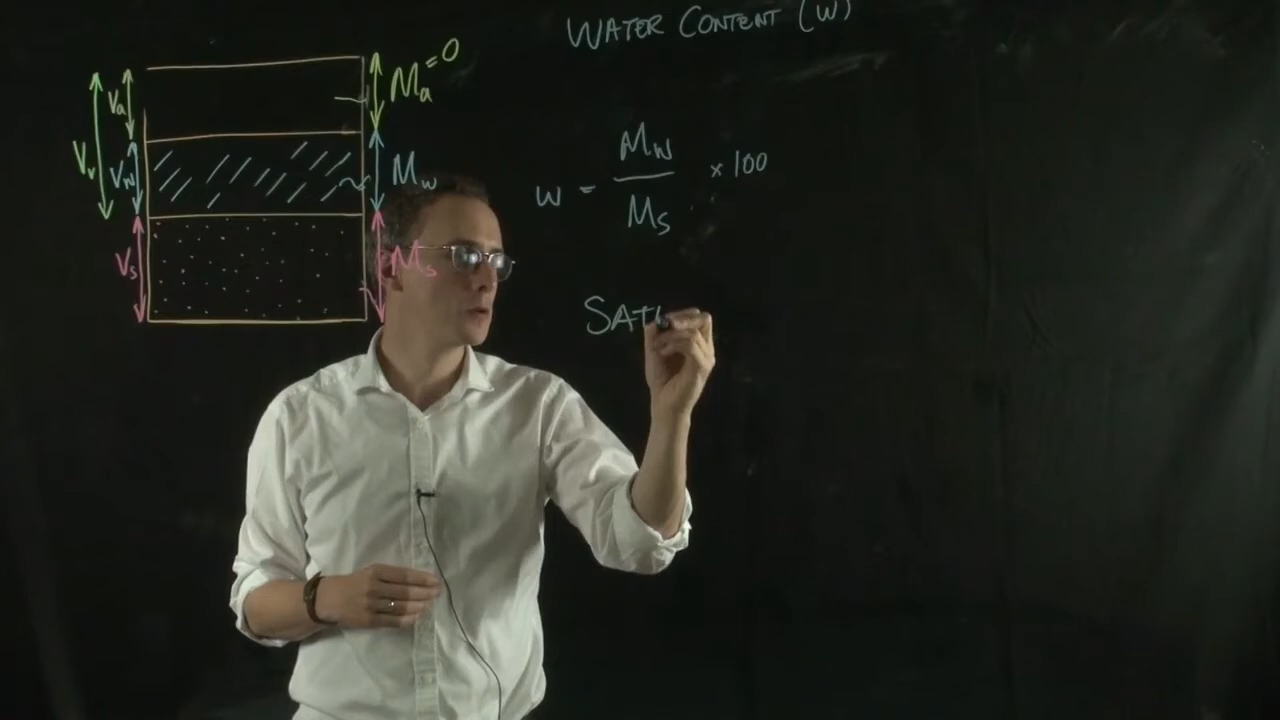 WATER CONTENT (W)
Ma=0
Va
Vv
Vw
Mw
Vs
Ms
w = Mw/Ms × 100
SAT